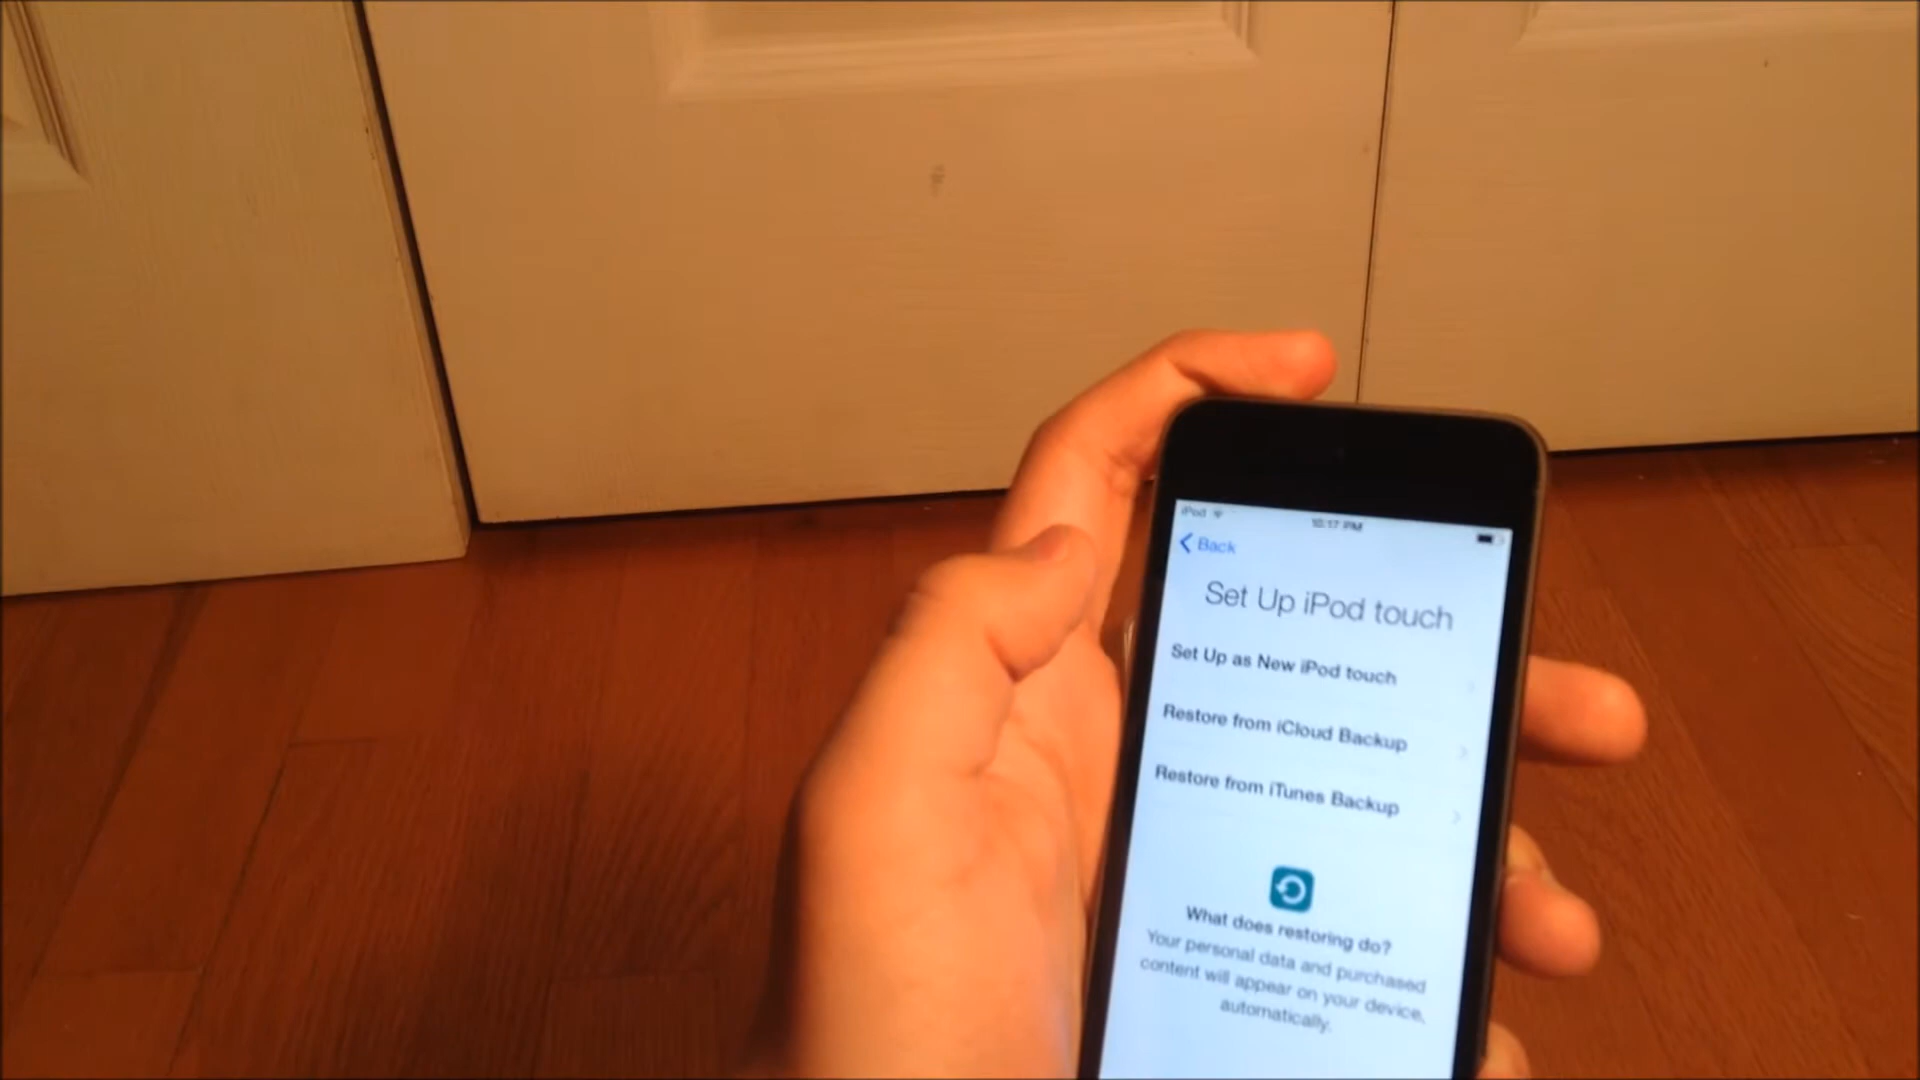 iPod 10:17 PM
Back
Set Up iPod touch
Set Up as New iPod touch
Restore from iCloud Backup
Restore from iTunes Backup
What does restoring do?
Your personal data and purchased
content will appear on your device,
automatically.